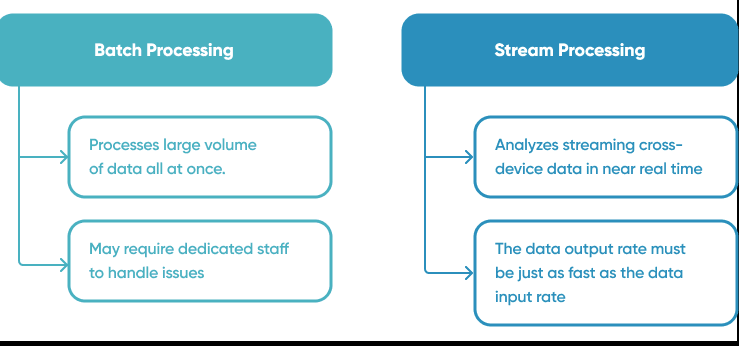 Batch Processing
Processes large volume
of data all at once.
May require dedicated staff
to handle issues
Stream Processing
Analyzes streaming cross-
device data in near real time
The data output rate must
be just as fast as the data
input rate